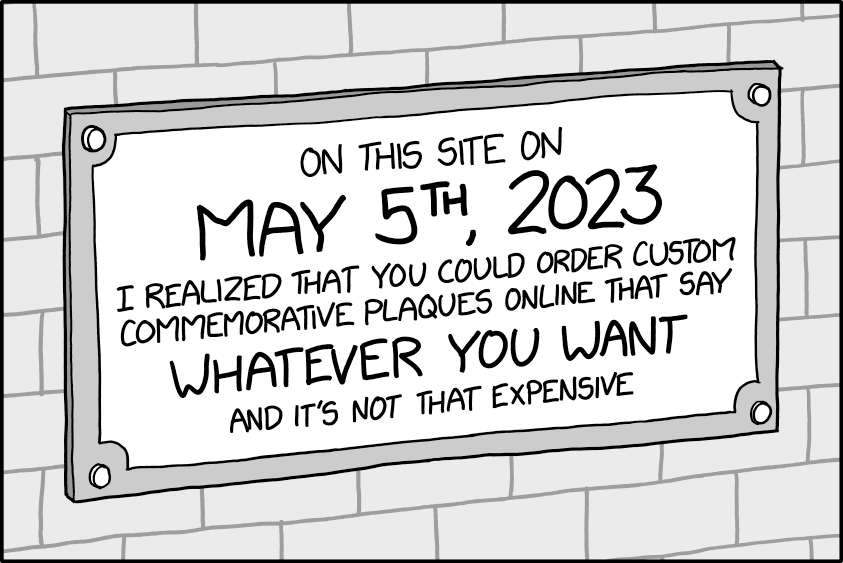 ON THIS SITE ON
MAY 5TH, 2023
I REALIZED THAT YOU COULD ORDER CUSTOM
COMMEMORATIVE PLAQUES ONLINE THAT SAY
WHATEVER YOU WANT
AND IT'S NOT THAT EXPENSIVE